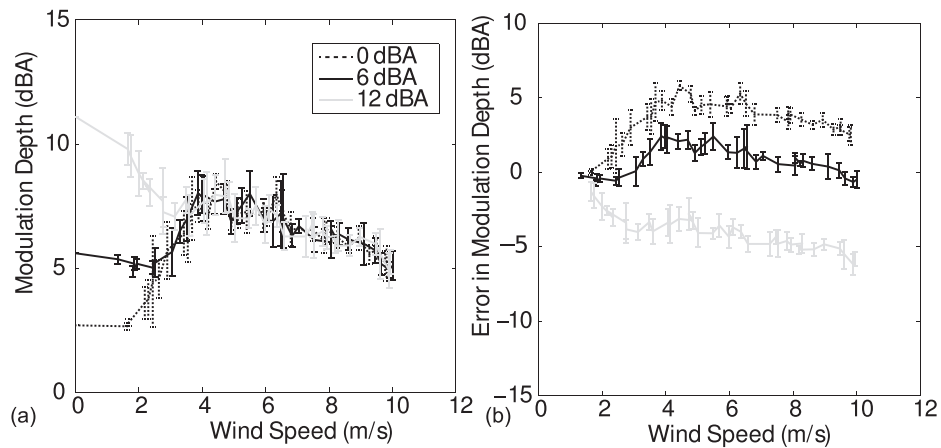 15
10
5
0
Modulation Depth (dBA)
0 dBA
6 dBA
12 dBA
0 2 4 6 8 10 12
(a) Wind Speed (m/s)
10
5
0
−5
−10
−15
Error in Modulation Depth (dBA)
0 2 4 6 8 10 12
(b) Wind Speed (m/s)